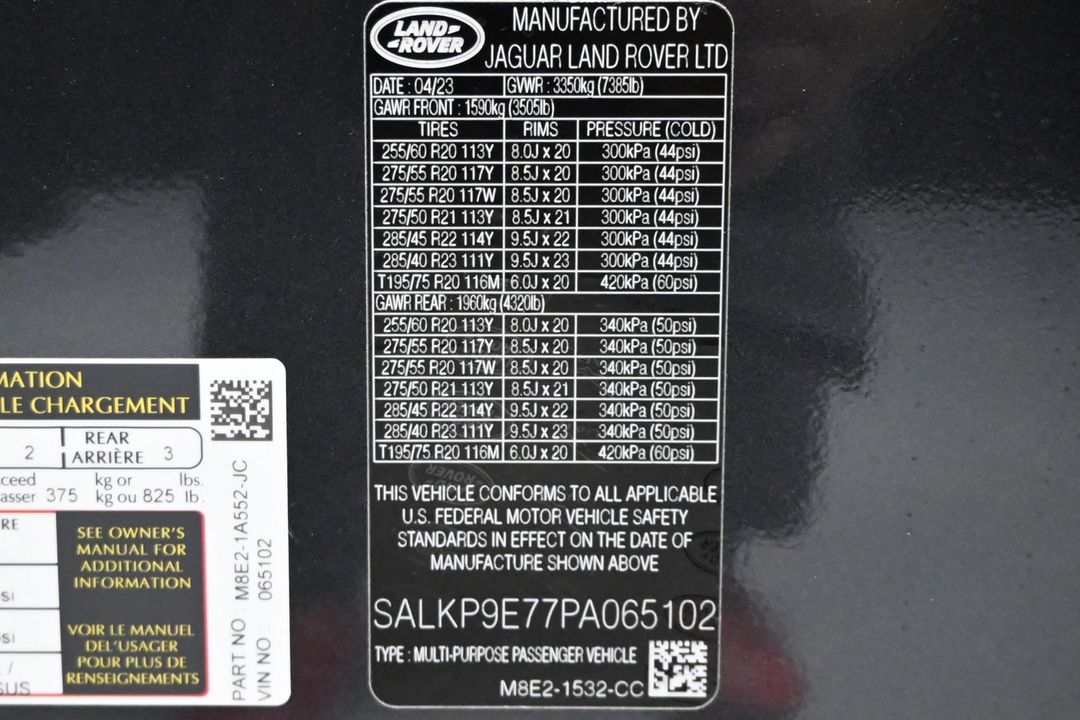 LAND ROVER
MANUFACTURED BY
JAGUAR LAND ROVER LTD
DATE : 04/23 GVWR : 3350kg (7385lb)
GAWR FRONT : 1590kg (3505lb)
TIRES RIMS PRESSURE (COLD)
255/60 R20 113Y 8.0J x 20 300kPa (44psi)
275/55 R20 117Y 8.5J x 20 300kPa (44psi)
275/55 R20 117W 8.5J x 20 300kPa (44psi)
275/50 R21 113Y 8.5J x 21 300kPa (44psi)
285/45 R22 114Y 9.5J x 22 300kPa (44psi)
285/40 R23 111Y 9.5J x 23 300kPa (44psi)
T195/75 R20 116M 6.0J x 20 420kPa (60psi)
GAWR REAR : 1960kg (4320lb)
255/60 R20 113Y 8.0J x 20 340kPa (50psi)
275/55 R20 117Y 8.5J x 20 340kPa (50psi)
275/55 R20 117W 8.5J x 20 340kPa (50psi)
275/50 R21 113Y 8.5J x 21 340kPa (50psi)
285/45 R22 114Y 9.5J x 22 340kPa (50psi)
285/40 R23 111Y 9.5J x 23 340kPa (50psi)
T195/75 R20 116M 6.0J x 20 420kPa (60psi)
THIS VEHICLE CONFORMS TO ALL APPLICABLE
U.S. FEDERAL MOTOR VEHICLE SAFETY
STANDARDS IN EFFECT ON THE DATE OF
MANUFACTURE SHOWN ABOVE
SALKP9E77PA065102
TYPE : MULTI-PURPOSE PASSENGER VEHICLE
M8E2-1532-CC
MATION
LE CHARGEMENT
2 REAR
ARRIÈRE 3
ceed kg or lbs.
asser 375 kg ou 825 lb.
RE
SEE OWNER'S
MANUAL FOR
ADDITIONAL
INFORMATION
VOIR LE MANUEL
DEL'USAGER
POUR PLUS DE
RENSEIGNEMENTS
SUS
PART NO : M8E2-1A552-JC
VIN NO : 065102